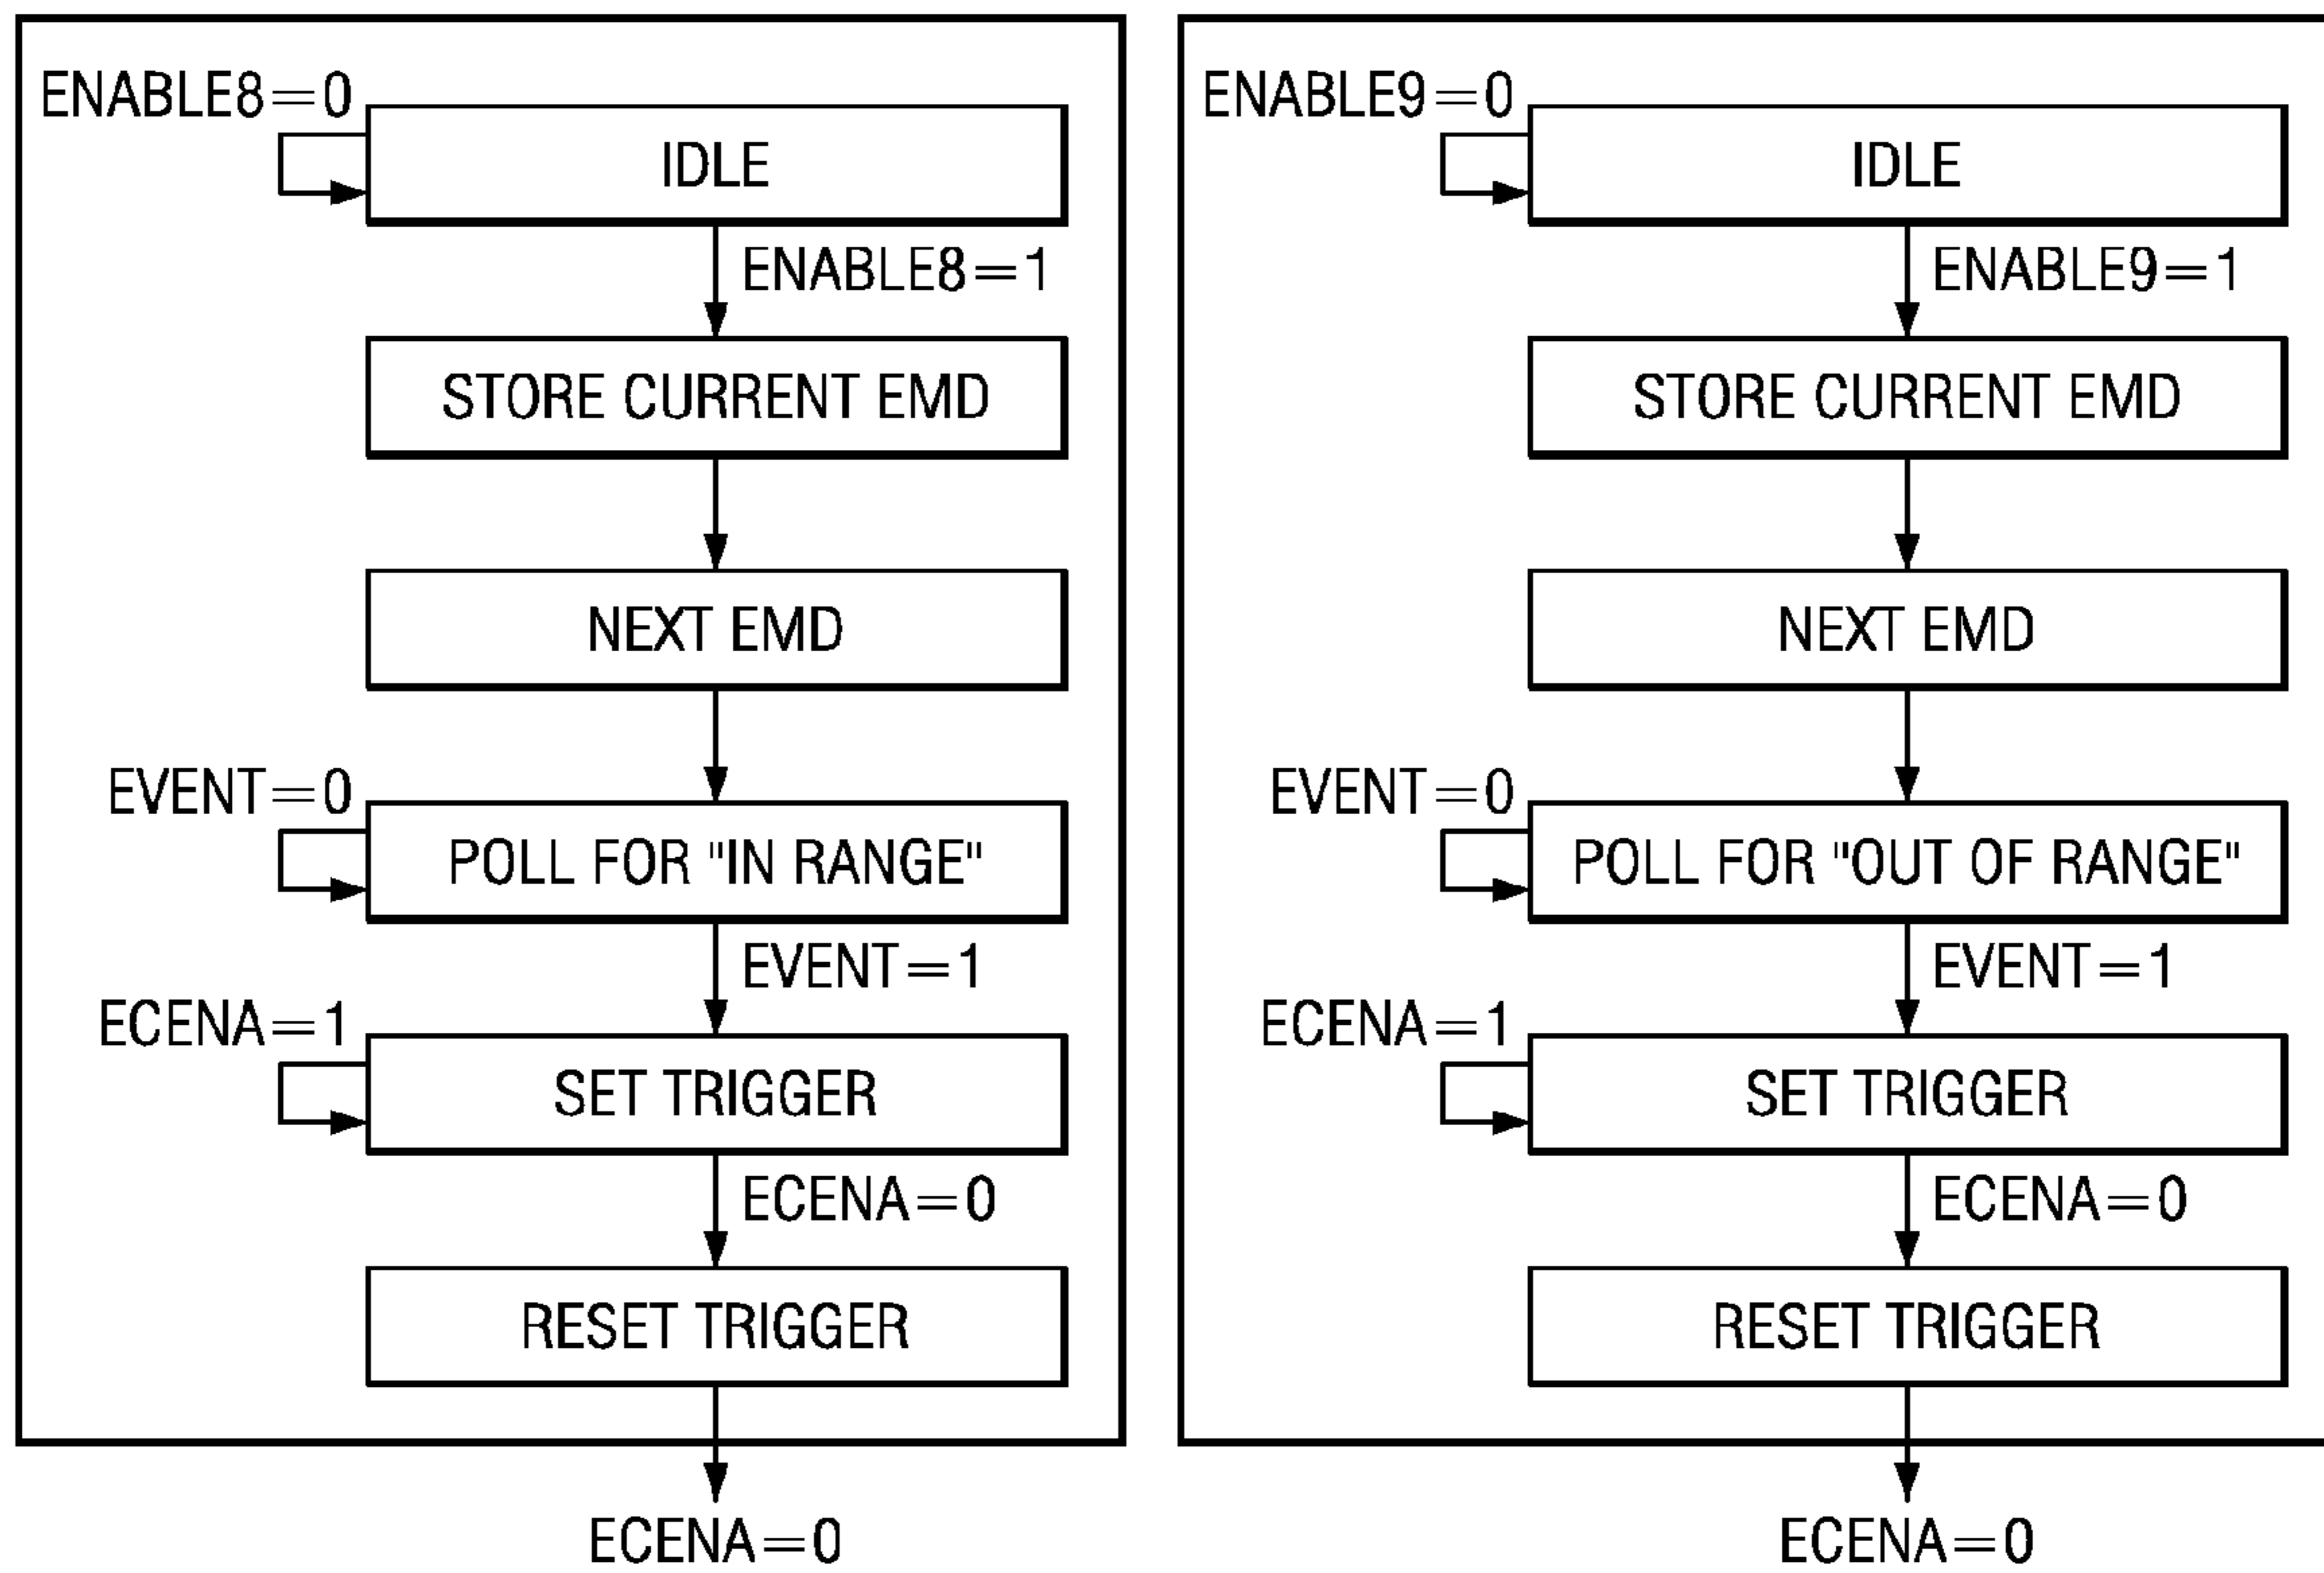 ENABLE8=0
IDLE
ENABLE8=1
STORE CURRENT EMD
NEXT EMD
EVENT=0
POLL FOR "IN RANGE"
EVENT=1
ECENA=1
SET TRIGGER
ECENA=0
RESET TRIGGER
ECENA=0
ENABLE9=0
IDLE
ENABLE9=1
STORE CURRENT EMD
NEXT EMD
EVENT=0
POLL FOR "OUT OF RANGE"
EVENT=1
ECENA=1
SET TRIGGER
ECENA=0
RESET TRIGGER
ECENA=0